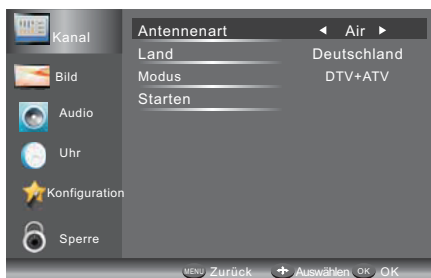 Kanal
Bild
Audio
Uhr
Konfiguration
Sperre
Antennenart Air
Land Deutschland
Modus DTV+ATV
Starten
MENU Zurück Auswählen OK OK